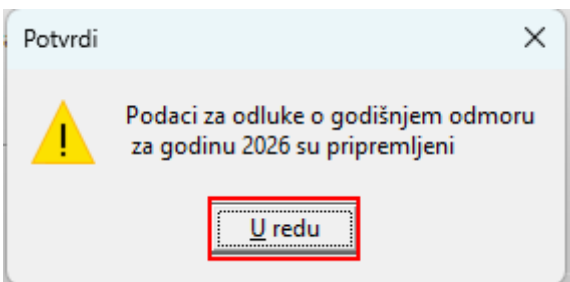 Potvrdi
Podaci za odluke o godišnjem odmoru
za godinu 2026 su pripremljeni
U redu